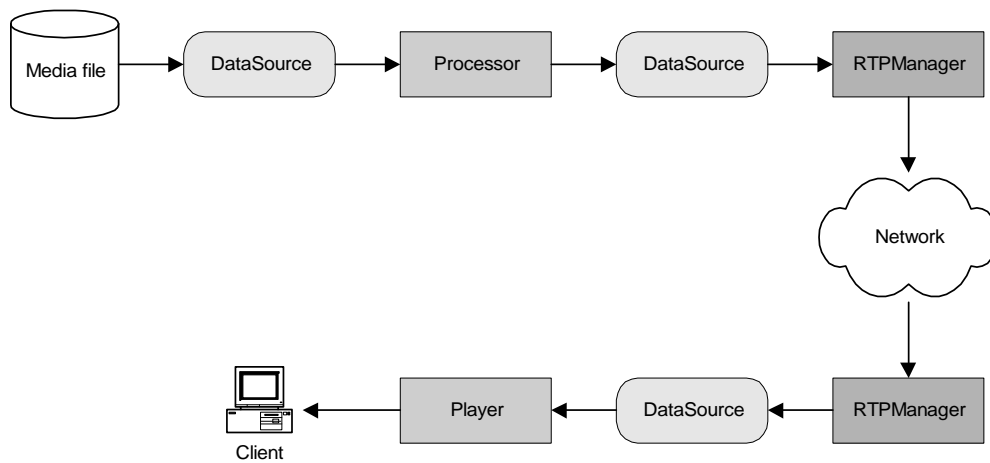 Media file
DataSource
Processor
DataSource
RTPManager
Network
Player
DataSource
RTPManager
Client